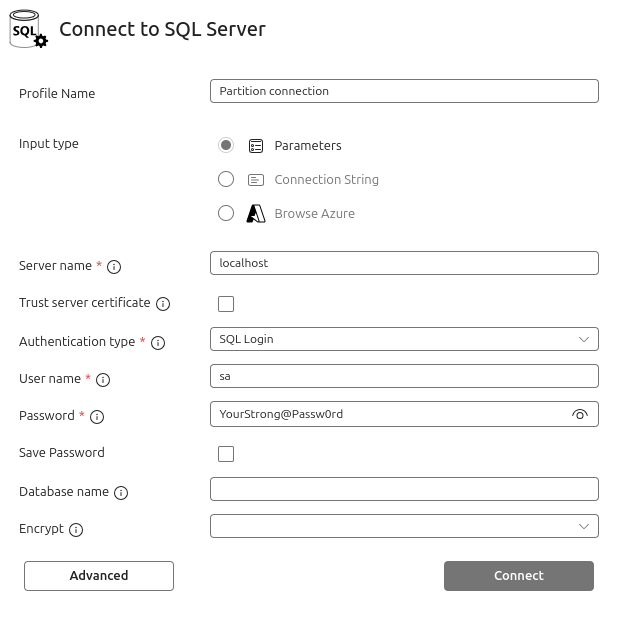 SQL
Connect to SQL Server
Profile Name
Partition connection
Input type
Parameters
Connection String
Browse Azure
Server name *
localhost
Trust server certificate
Authentication type *
SQL Login
User name *
sa
Password *
YourStrong@Passw0rd
Save Password
Database name
Encrypt
Advanced
Connect